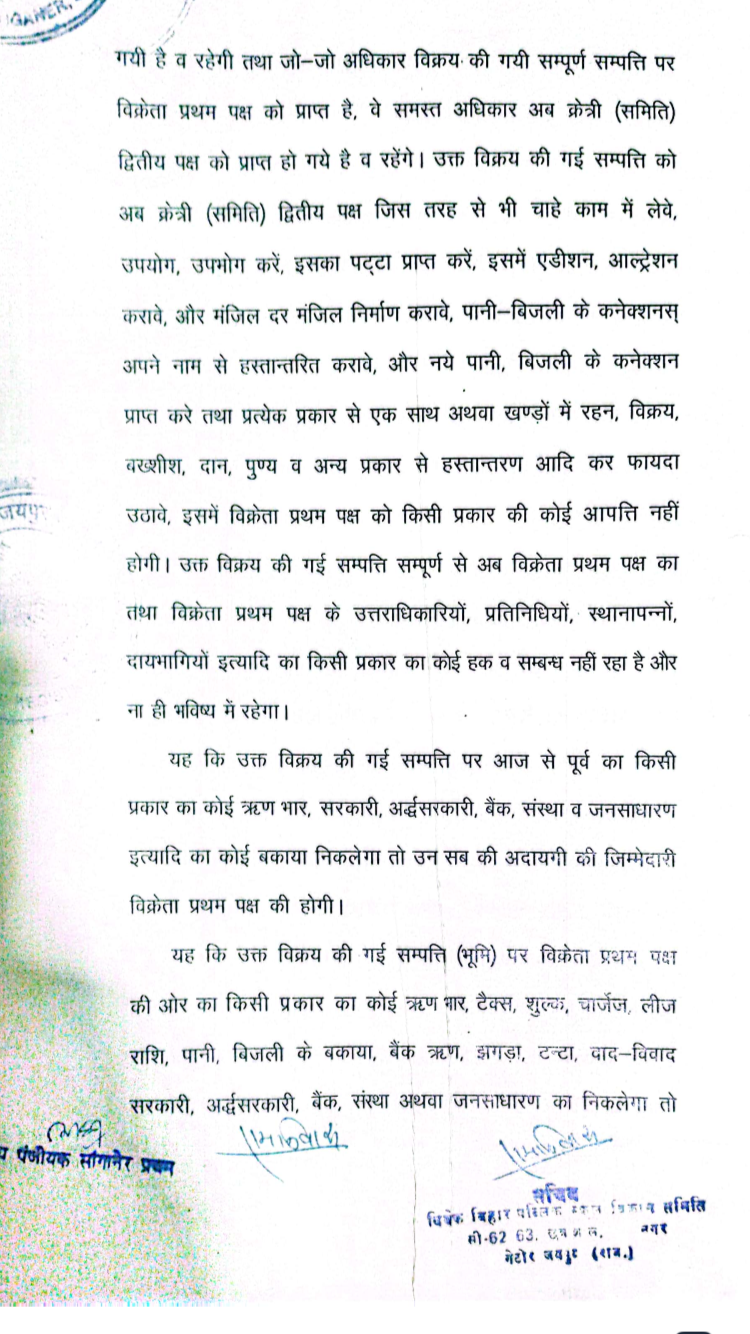 गयी है व रहेगी तथा जो–जो अधिकार विक्रय की गयी सम्पूर्ण सम्पत्ति पर
विक्रेता प्रथम पक्ष को प्राप्त है, वे समस्त अधिकार अब क्रेत्री (समिति)
द्वितीय पक्ष को प्राप्त हो गये है व रहेंगे। उक्त विक्रय की गई सम्पत्ति को
अब क्रेत्री (समिति) द्वितीय पक्ष जिस तरह से भी चाहे काम में लेवे,
उपयोग, उपभोग करें, इसका पट्टा प्राप्त करें, इसमें एडीशन, आल्ट्रेशन
करावे, और मंजिल दर मंजिल निर्माण करावे, पानी–बिजली के कनेक्शनस्
अपने नाम से हस्तान्तरित करावे, और नये पानी, बिजली के कनेक्शन
प्राप्त करे तथा प्रत्येक प्रकार से एक साथ अथवा खण्ड़ों में रहन, विक्रय,
बख्शीश, दान, पुण्य व अन्य प्रकार से हस्तान्तरण आदि कर फायदा
उठावे, इसमें विक्रेता प्रथम पक्ष को किसी प्रकार की कोई आपत्ति नहीं
होगी। उक्त विक्रय की गई सम्पत्ति सम्पूर्ण से अब विक्रेता प्रथम पक्ष का
तथा विक्रेता प्रथम पक्ष के उत्तराधिकारियों, प्रतिनिधियों, स्थानापन्नों,
दायभागियों इत्यादि का किसी प्रकार का कोई हक व सम्बन्ध नहीं रहा है और
ना ही भविष्य में रहेगा।
यह कि उक्त विक्रय की गई सम्पत्ति पर आज से पूर्व का किसी
प्रकार का कोई ऋण भार, सरकारी, अर्द्धसरकारी, बैंक, संस्था व जनसाधारण
इत्यादि का कोई बकाया निकलेगा तो उन सब की अदायगी की जिम्मेदारी
विक्रेता प्रथम पक्ष की होगी।
यह कि उक्त विक्रय की गई सम्पत्ति (भूमि) पर विक्रेता प्रथम पक्ष
की ओर का किसी प्रकार का कोई ऋण भार, टैक्स, शुल्क, चार्जेज, लीज
राशि, पानी, बिजली के बकाया, बैंक ऋण, झगड़ा, टन्टा, वाद–विवाद
सरकारी, अर्द्धसरकारी, बैंक, संस्था अथवा जनसाधारण का निकलेगा तो
पंजीयक सांगानेर प्रथम
सचिव
विवेक विहार पब्लिक विकास समिति
सी-62 63, नगर
मेटोर जयपुर (राज.)